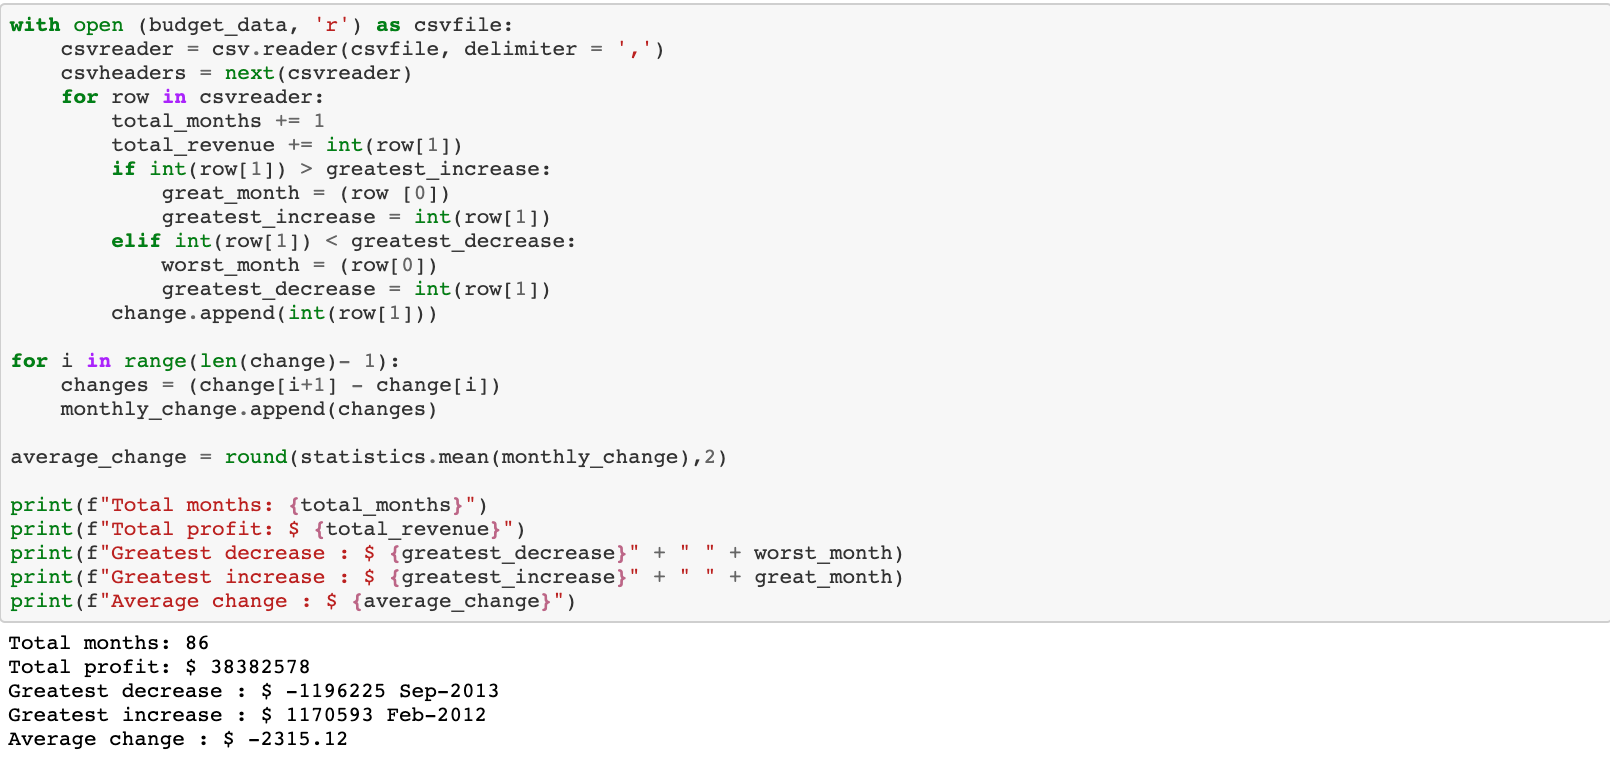 with open (budget_data, 'r') as csvfile:
    csvreader = csv.reader(csvfile, delimiter = ',')
    csvheaders = next(csvreader)
    for row in csvreader:
        total_months += 1
        total_revenue += int(row[1])
        if int(row[1]) > greatest_increase:
            great_month = (row [0])
            greatest_increase = int(row[1])
        elif int(row[1]) < greatest_decrease:
            worst_month = (row[0])
            greatest_decrease = int(row[1])
        change.append(int(row[1]))

for i in range(len(change)- 1):
    changes = (change[i+1] - change[i])
    monthly_change.append(changes)

average_change = round(statistics.mean(monthly_change),2)

print(f"Total months: {total_months}")
print(f"Total profit: $ {total_revenue}")
print(f"Greatest decrease : $ {greatest_decrease}" + " " + worst_month)
print(f"Greatest increase : $ {greatest_increase}" + " " + great_month)
print(f"Average change : $ {average_change}")
Total months: 86
Total profit: $ 38382578
Greatest decrease : $ -1196225 Sep-2013
Greatest increase : $ 1170593 Feb-2012
Average change : $ -2315.12